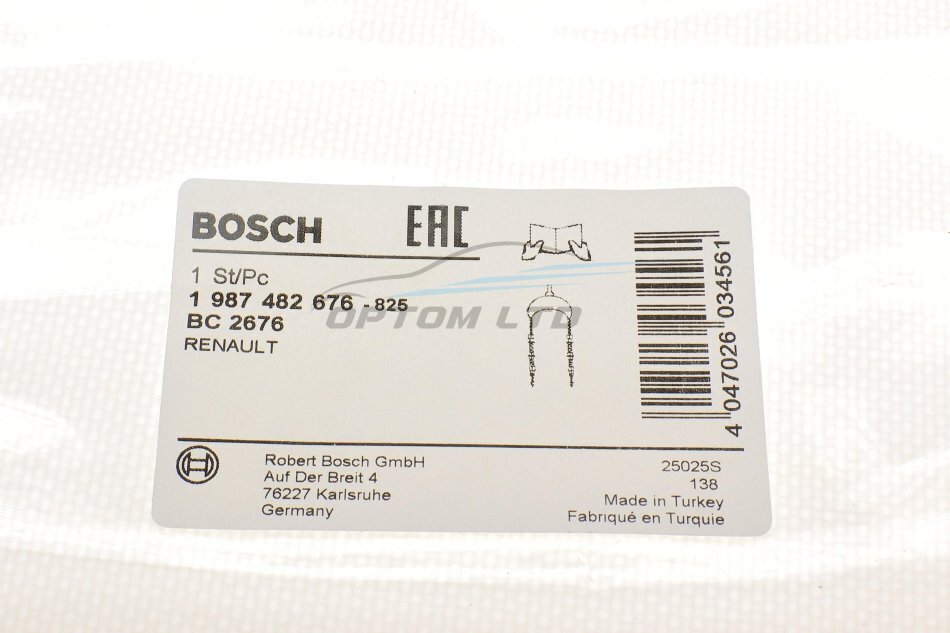 BOSCH EAC
1 St/Pc
1 987 482 676 - 825
BC 2676
RENAULT
OPTOM LTD
4 047026 034561
Robert Bosch GmbH
Auf Der Breit 4
76227 Karlsruhe
Germany
25025S
138
Made in Turkey
Fabriqué en Turquie